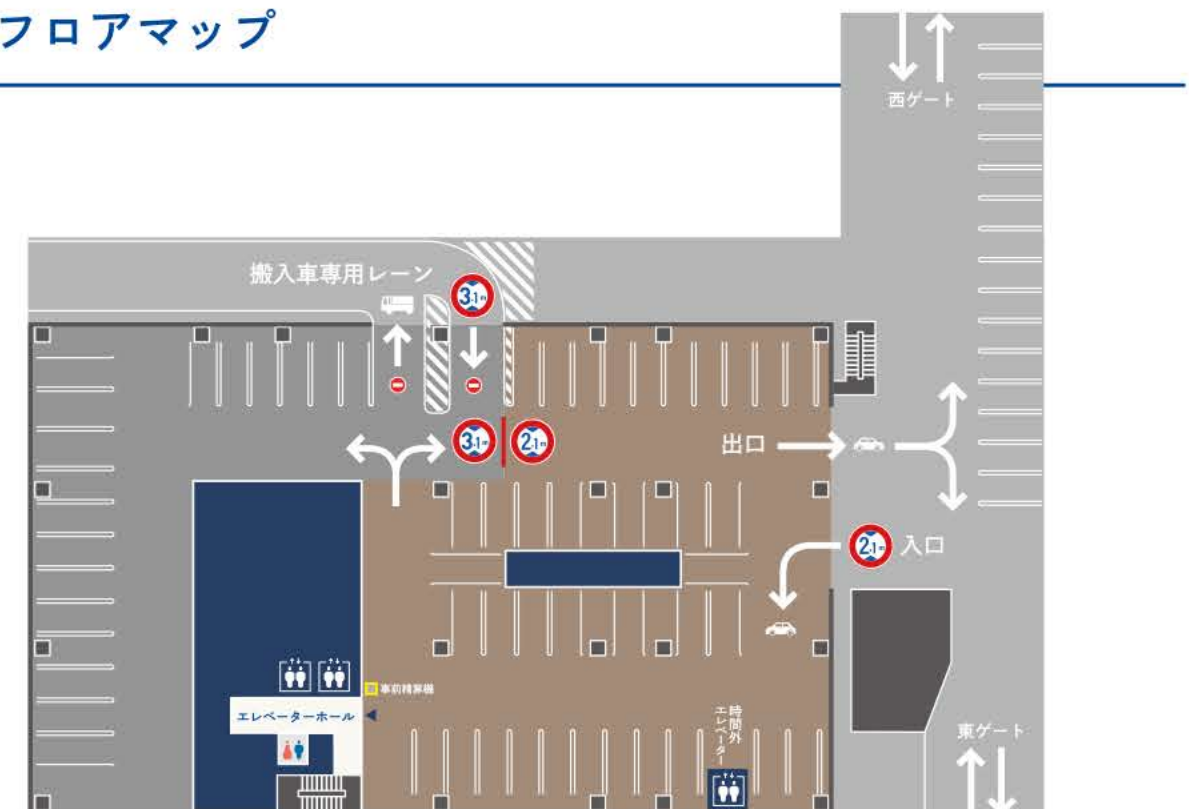 フロアマップ
西ゲート
搬入車専用レーン
3.1m
3.1m
2.1m
出口
2.1m
入口
事前精算機
エレベーターホール
時間外
エレベーター
東ゲート